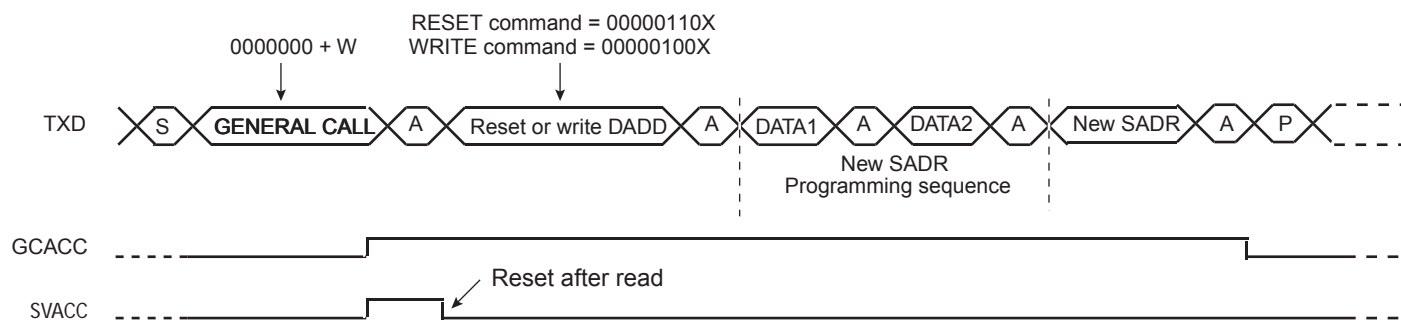 RESET command = 00000110X
0000000 + W
WRITE command = 00000100X
TXD
S
GENERAL CALL
A
Reset or write DADD
A
DATA1
A
DATA2
A
New SADR
A
P
New SADR
Programming sequence
GCACC
Reset after read
SVACC